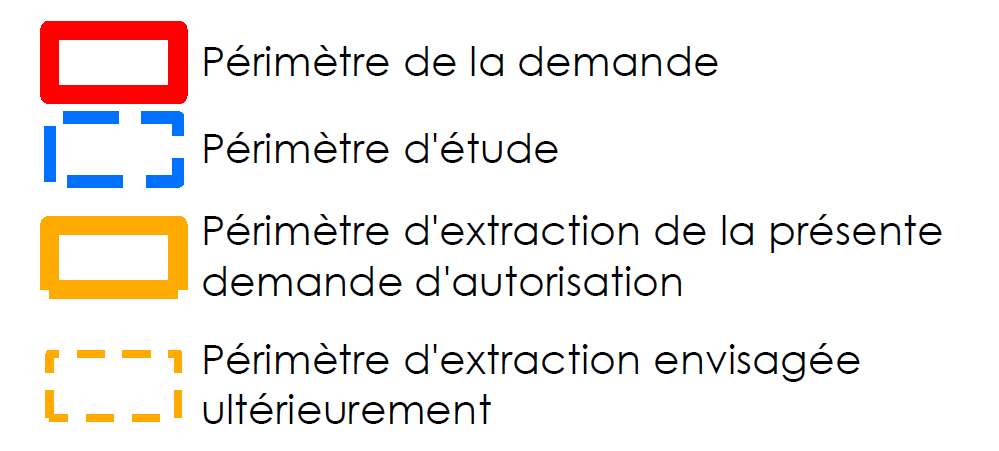 Périmètre de la demande
Périmètre d'étude
Périmètre d'extraction de la présente
demande d'autorisation
Périmètre d'extraction envisagée
ultérieurement